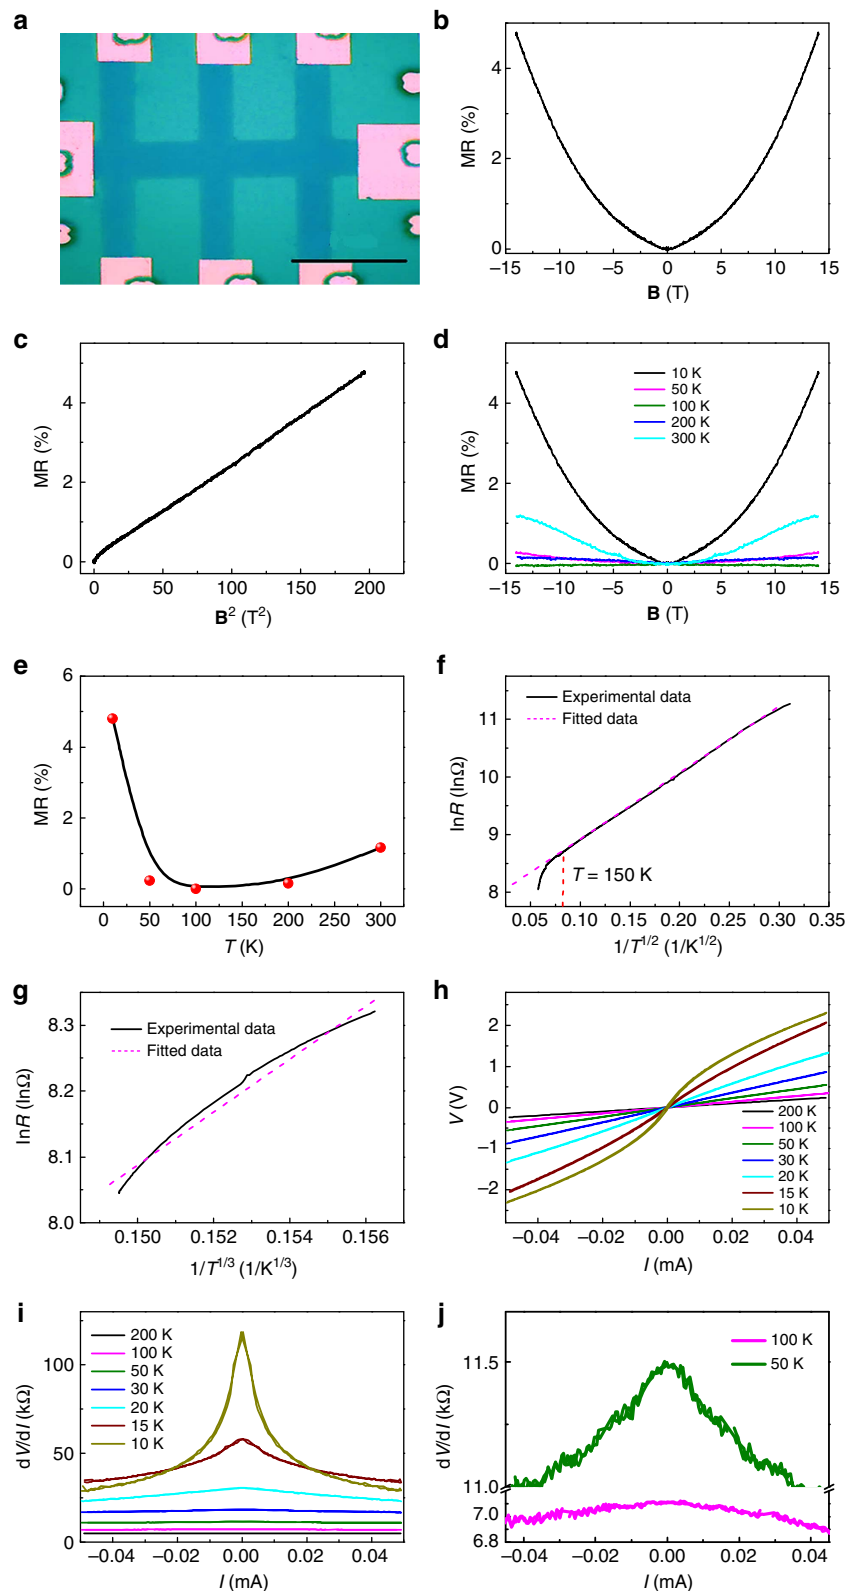 a
b
MR (%)
4
2
0
−15
−10
−5
0
5
10
15
B (T)
c
MR (%)
4
2
0
0
50
100
150
200
B² (T²)
d
10 K
50 K
100 K
200 K
300 K
MR (%)
4
2
0
−15
−10
−5
0
5
10
15
B (T)
e
MR (%)
6
4
2
0
0
50
100
150
200
250
300
T (K)
f
Experimental data
Fitted data
lnR (lnΩ)
11
10
9
8
T = 150 K
0.05
0.10
0.15
0.20
0.25
0.30
0.35
1/T^1/2 (1/K^1/2)
g
Experimental data
Fitted data
lnR (lnΩ)
8.3
8.2
8.1
8.0
0.150
0.152
0.154
0.156
1/T^1/3 (1/K^1/3)
h
V (V)
2
1
0
−1
−2
200 K
100 K
50 K
30 K
20 K
15 K
10 K
−0.04
−0.02
0.00
0.02
0.04
I (mA)
i
200 K
100 K
50 K
30 K
20 K
15 K
10 K
dV/dI (kΩ)
100
50
0
−0.04
−0.02
0.00
0.02
0.04
I (mA)
j
100 K
50 K
dV/dI (kΩ)
11.5
11.0
7.0
6.8
−0.04
−0.02
0.00
0.02
0.04
I (mA)